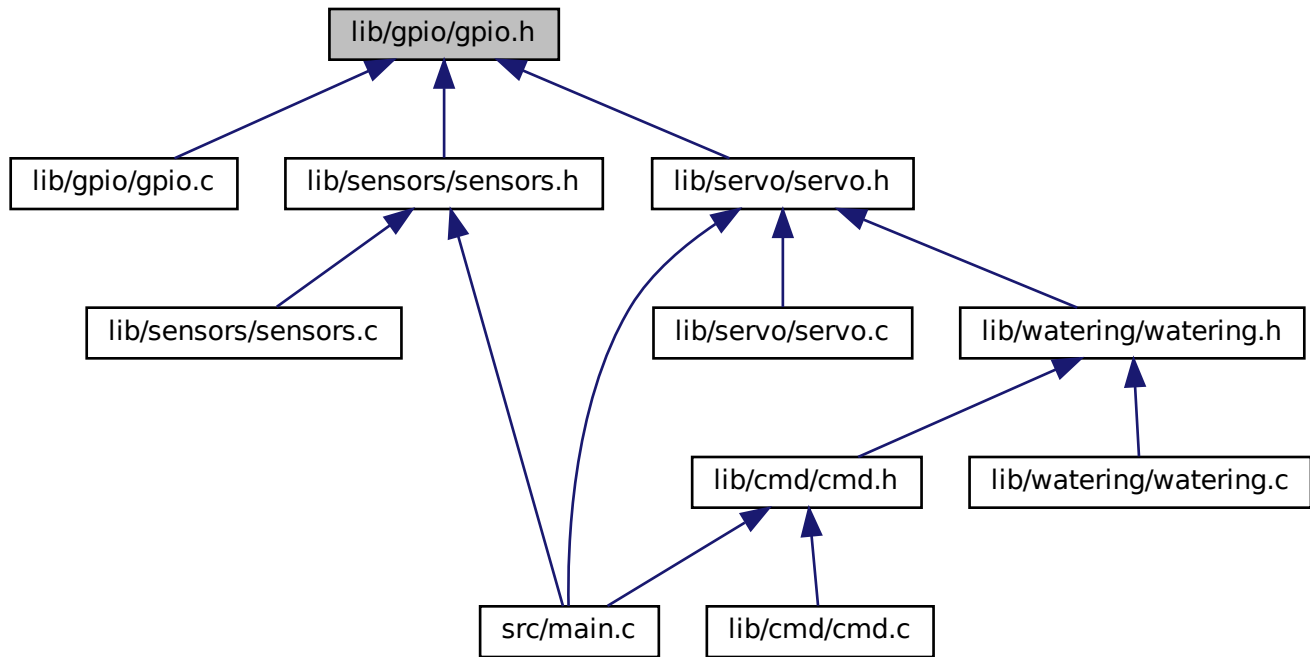 lib/gpio/gpio.h
lib/gpio/gpio.c
lib/sensors/sensors.h
lib/servo/servo.h
lib/sensors/sensors.c
lib/servo/servo.c
lib/watering/watering.h
lib/cmd/cmd.h
lib/watering/watering.c
src/main.c
lib/cmd/cmd.c